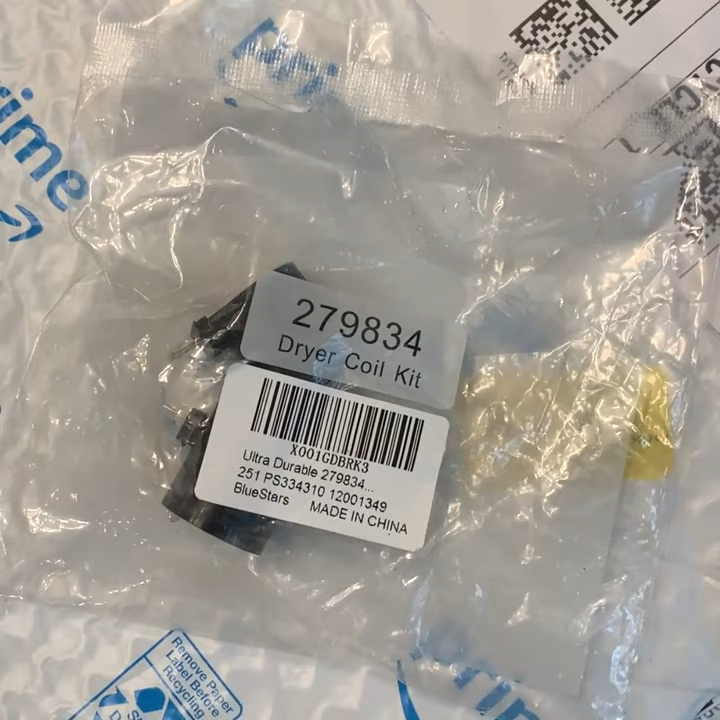 rime
279834
Dryer Coil Kit
X001GDBRK3
Ultra Durable 279834...
251 PS334310 12001349
BlueStars MADE IN CHINA
Remove Paper
Label Before
Recycling